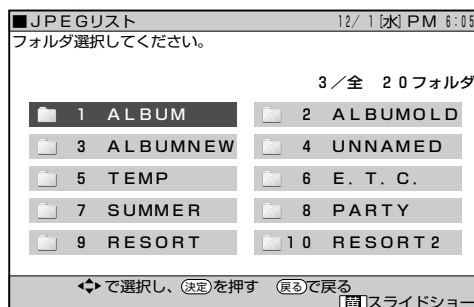 ■JPEGリスト 12/ 1[水] PM 6:05
フォルダ選択してください。
3／全 20フォルダ
1 ALBUM 2 ALBUMOLD
3 ALBUMNEW 4 UNNAMED
5 TEMP 6 E. T. C.
7 SUMMER 8 PARTY
9 RESORT 10 RESORT2
で選択し、決定を押す 戻るで戻る
スライドショー